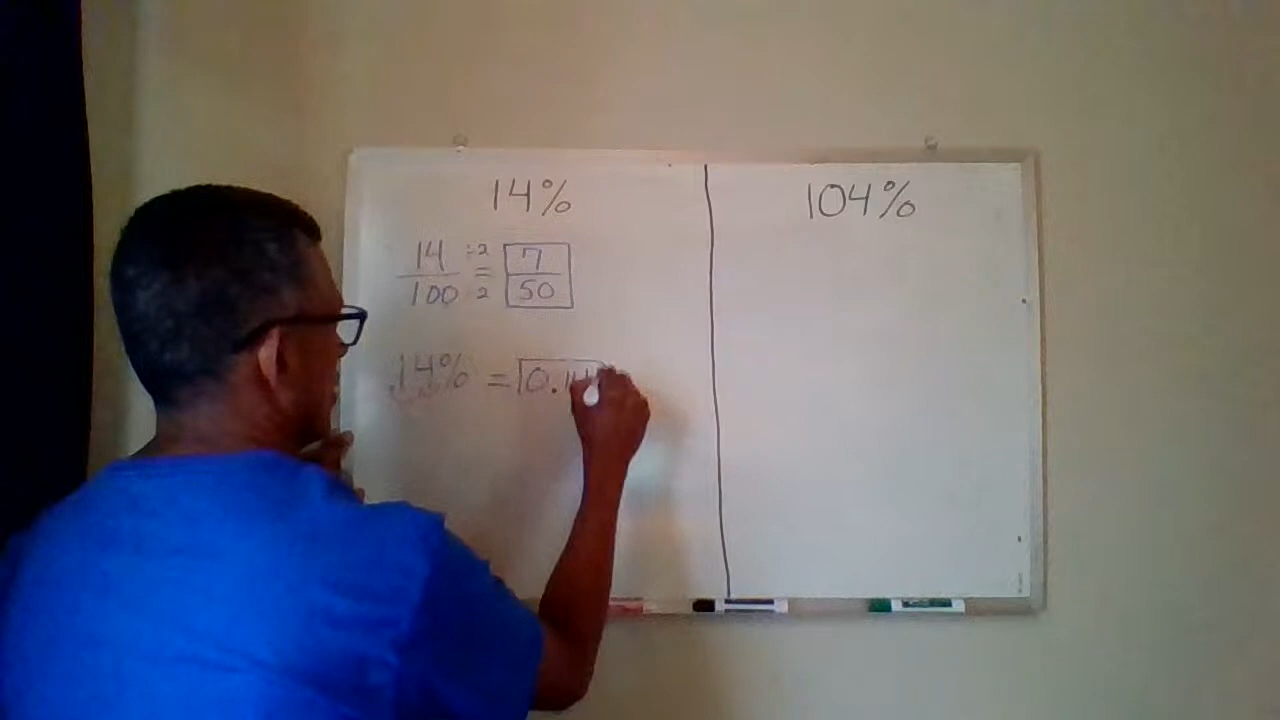 14%
104%
14 ÷2 7
100 = 2 50
14% = 0.14